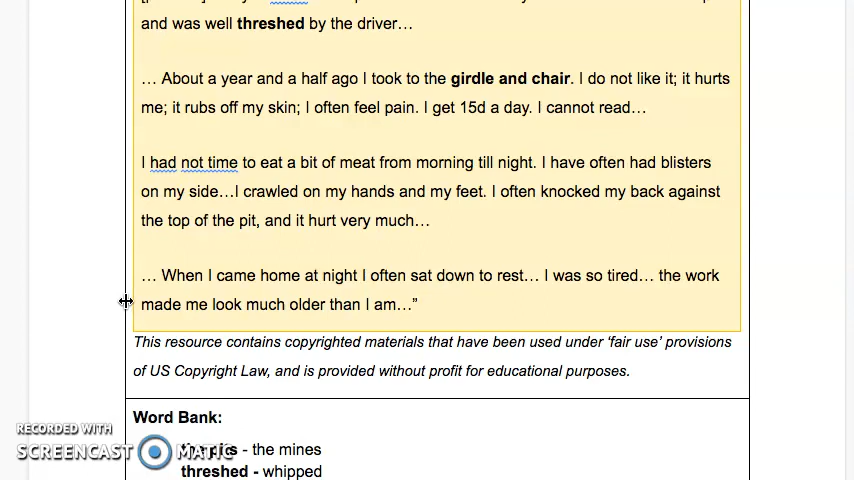 and was well threshed by the driver…
… About a year and a half ago I took to the girdle and chair. I do not like it; it hurts
me; it rubs off my skin; I often feel pain. I get 15d a day. I cannot read…
I had not time to eat a bit of meat from morning till night. I have often had blisters
on my side…I crawled on my hands and my feet. I often knocked my back against
the top of the pit, and it hurt very much…
… When I came home at night I often sat down to rest… I was so tired… the work
made me look much older than I am…”
This resource contains copyrighted materials that have been used under ‘fair use’ provisions
of US Copyright Law, and is provided without profit for educational purposes.
Word Bank:
the pits - the mines
threshed - whipped
RECORDED WITH
SCREENCAST MATIC